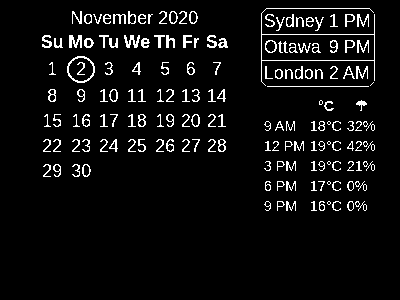 November 2020
Su Mo Tu We Th Fr Sa
1 2 3 4 5 6 7
8 9 10 11 12 13 14
15 16 17 18 19 20 21
22 23 24 25 26 27 28
29 30
Sydney 1 PM
Ottawa 9 PM
London 2 AM
°C ☂
9 AM 18°C 32%
12 PM 19°C 42%
3 PM 19°C 21%
6 PM 17°C 0%
9 PM 16°C 0%